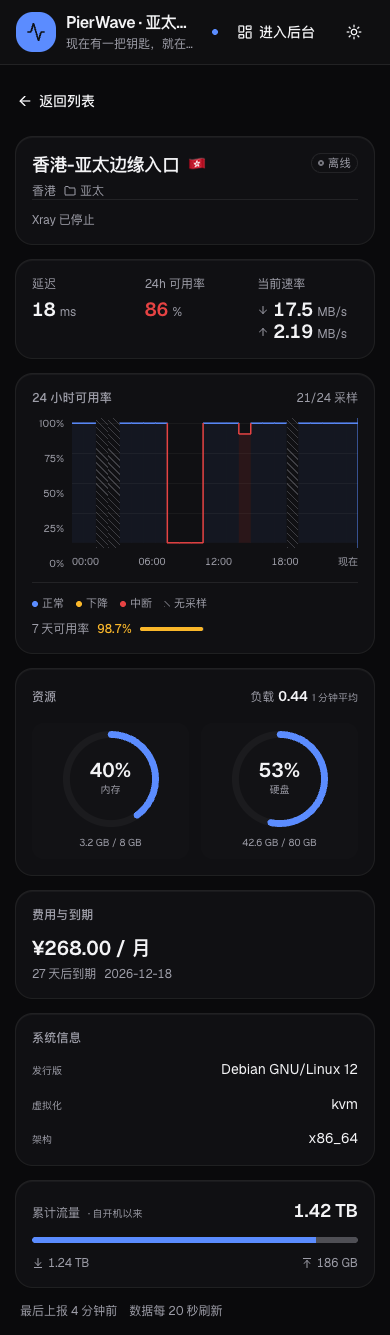 PierWave · 亚太...
现在有一把钥匙，就在...
进入后台
返回列表
香港-亚太边缘入口 🇭🇰
离线
香港 亚太
Xray 已停止
延迟 24h 可用率 当前速率
18 ms 86 % ↓ 17.5 MB/s
↑ 2.19 MB/s
24 小时可用率 21/24 采样
100%
75%
50%
25%
0%
00:00 06:00 12:00 18:00 现在
正常 下降 中断 无采样
7 天可用率 98.7%
资源 负载 0.44 1 分钟平均
40% 53%
内存 硬盘
3.2 GB / 8 GB 42.6 GB / 80 GB
费用与到期
¥268.00 / 月
27 天后到期 2026-12-18
系统信息
发行版 Debian GNU/Linux 12
虚拟化 kvm
架构 x86_64
累计流量 · 自开机以来 1.42 TB
1.24 TB 186 GB
最后上报 4 分钟前 数据每 20 秒刷新